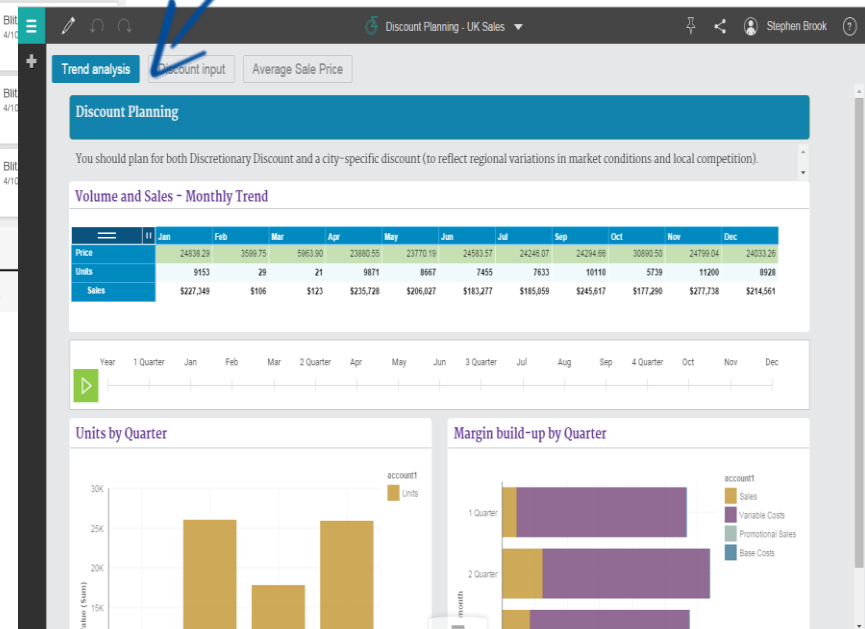 Blit
4/10
Blit
4/10
Blit
4/10
Discount Planning - UK Sales
Stephen Brook
?
Trend analysis
Discount input
Average Sale Price
Discount Planning
You should plan for both Discretionary Discount and a city-specific discount (to reflect regional variations in market conditions and local competition).
Volume and Sales - Monthly Trend
Jan Feb Mar Apr May Jun Jul Sep Oct Nov Dec
Price 24838.29 3599.75 5963.90 23880.55 23770.19 24583.57 24246.07 24294.66 30890.50 24799.04 24033.26
Units 9153 29 21 9871 8667 7455 7633 10110 5739 11200 8928
Sales $227,349 $106 $123 $235,728 $206,027 $183,277 $185,059 $245,617 $177,290 $277,738 $214,561
Year 1 Quarter Jan Feb Mar 2 Quarter Apr May Jun 3 Quarter Jul Aug Sep 4 Quarter Oct Nov Dec
Units by Quarter
account1
Units
30K
25K
20K
15K
alue (Sum)
Margin build-up by Quarter
account1
Sales
Variable Costs
Promotional Sales
Base Costs
1 Quarter
2 Quarter
month